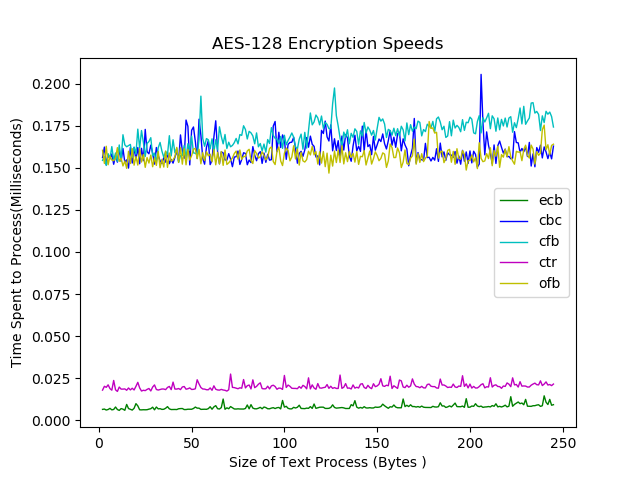 AES-128 Encryption Speeds
Time Spent to Process(Milliseconds)
0.200
0.175
0.150
0.125
0.100
0.075
0.050
0.025
0.000
ecb
cbc
cfb
ctr
ofb
0 50 100 150 200 250
Size of Text Process (Bytes )